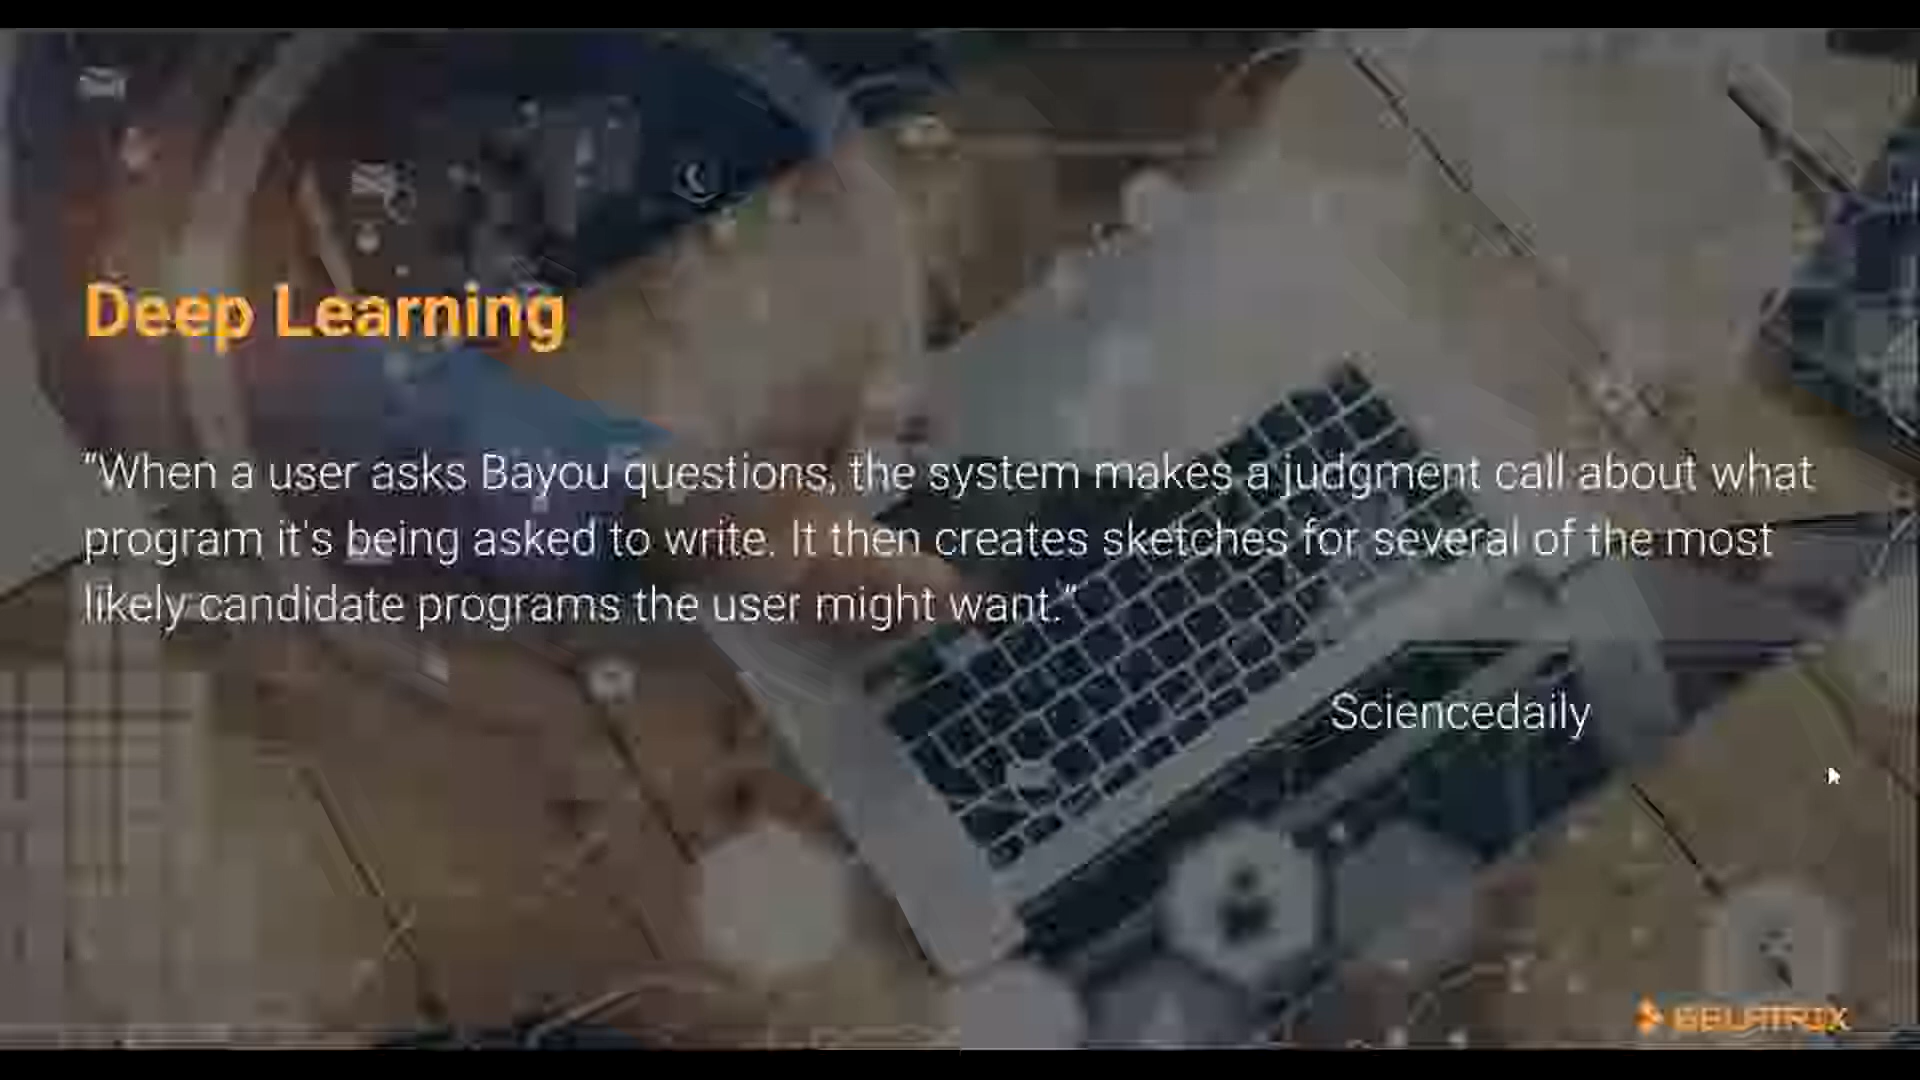 Deep Learning
“When a user asks Bayou questions, the system makes a judgment call about what
program it's being asked to write. It then creates sketches for several of the most
likely candidate programs the user might want.”
Sciencedaily
BELATRIX